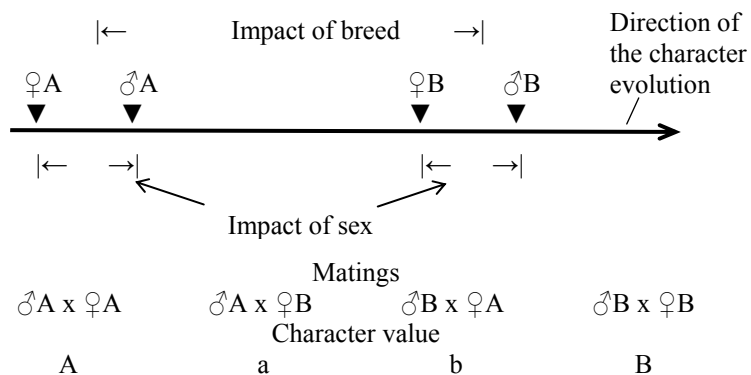 |← Impact of breed →|
Direction of
the character
evolution
♀A ♂A ♀B ♂B
|← →| |← →|
Impact of sex
Matings
♂A x ♀A ♂A x ♀B ♂B x ♀A ♂B x ♀B
Character value
A a b B